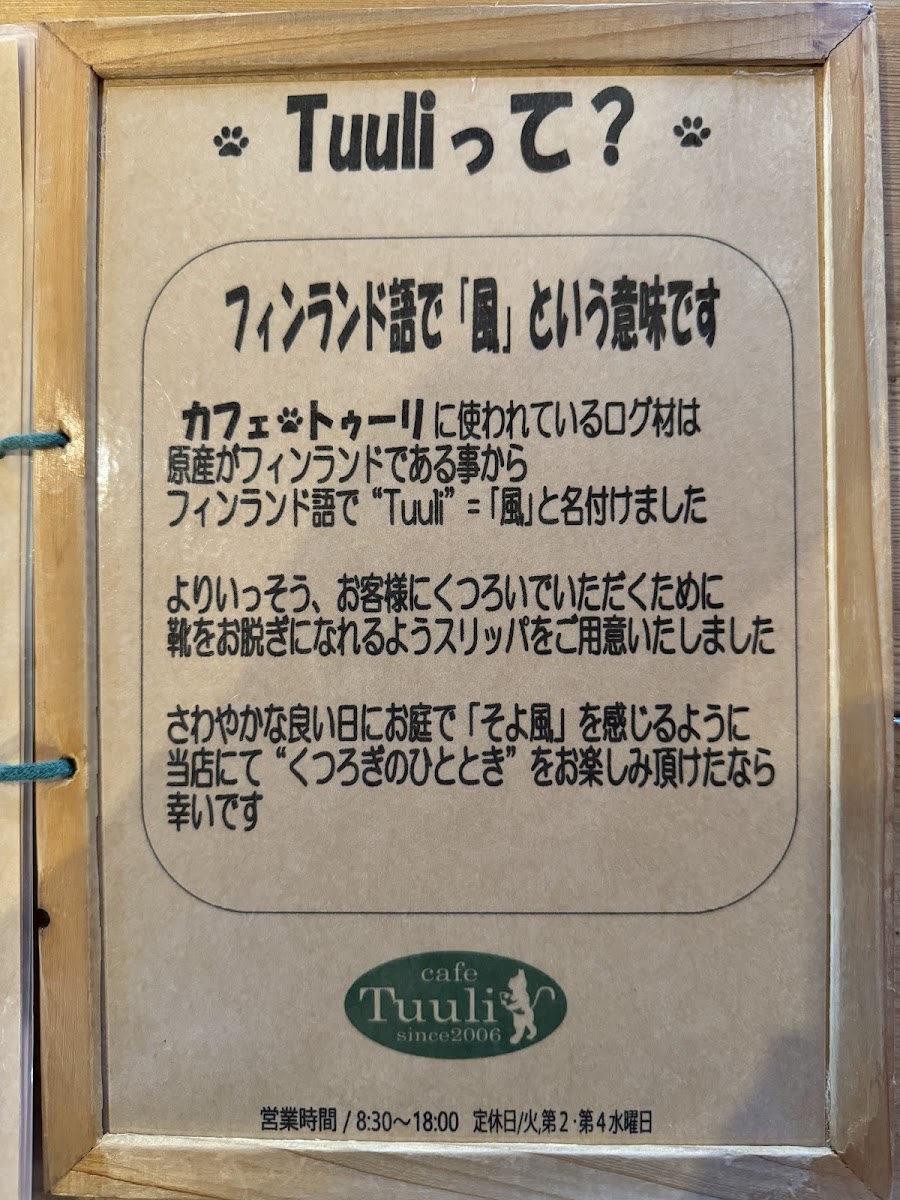 Tuuliって？
フィンランド語で「風」という意味です
カフェ トゥーリ に使われているログ材は
原産がフィンランドである事から
フィンランド語で“Tuuli”=「風」と名付けました
よりいっそう、お客様にくつろいでいただくために
靴をお脱ぎになれるようスリッパをご用意いたしました
さわやかな良い日にお庭で「そよ風」を感じるように
当店にて“くつろぎのひととき”をお楽しみ頂けたなら
幸いです
cafe
Tuuli
since2006
営業時間 / 8:30～18:00 定休日/火,第２・第４水曜日